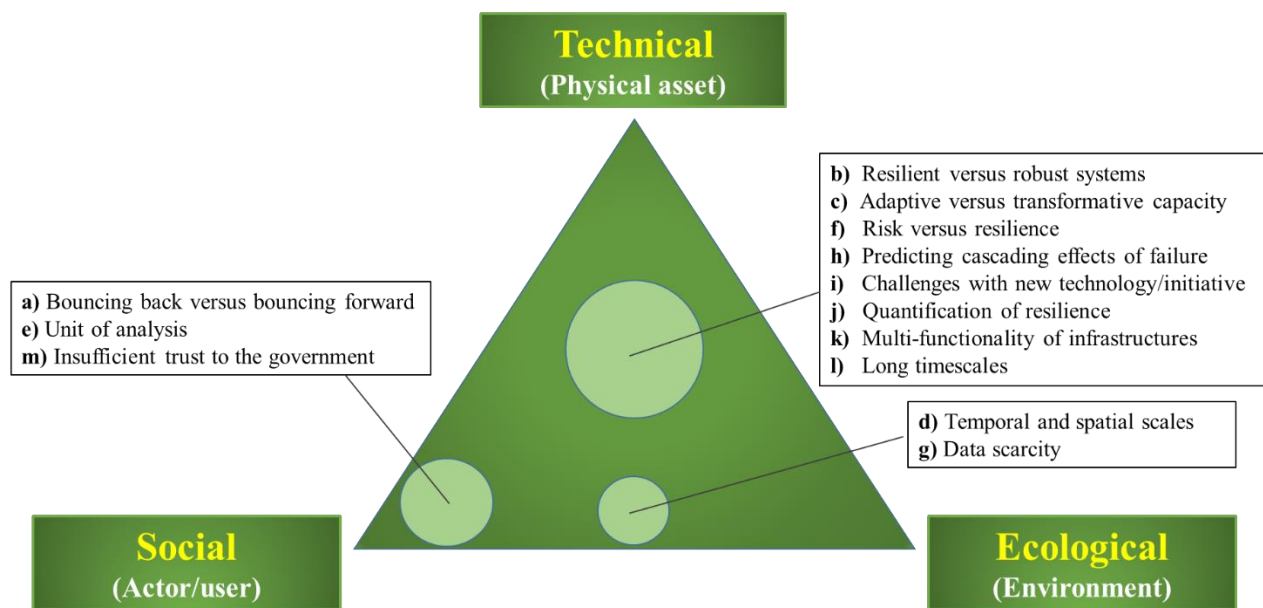 Technical
(Physical asset)
b) Resilient versus robust systems
c) Adaptive versus transformative capacity
f) Risk versus resilience
h) Predicting cascading effects of failure
i) Challenges with new technology/initiative
j) Quantification of resilience
k) Multi-functionality of infrastructures
l) Long timescales
a) Bouncing back versus bouncing forward
e) Unit of analysis
m) Insufficient trust to the government
d) Temporal and spatial scales
g) Data scarcity
Social
(Actor/user)
Ecological
(Environment)